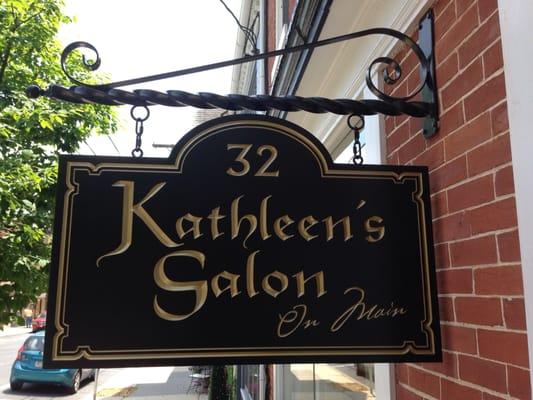 32
Kathleen's
Salon
On Main